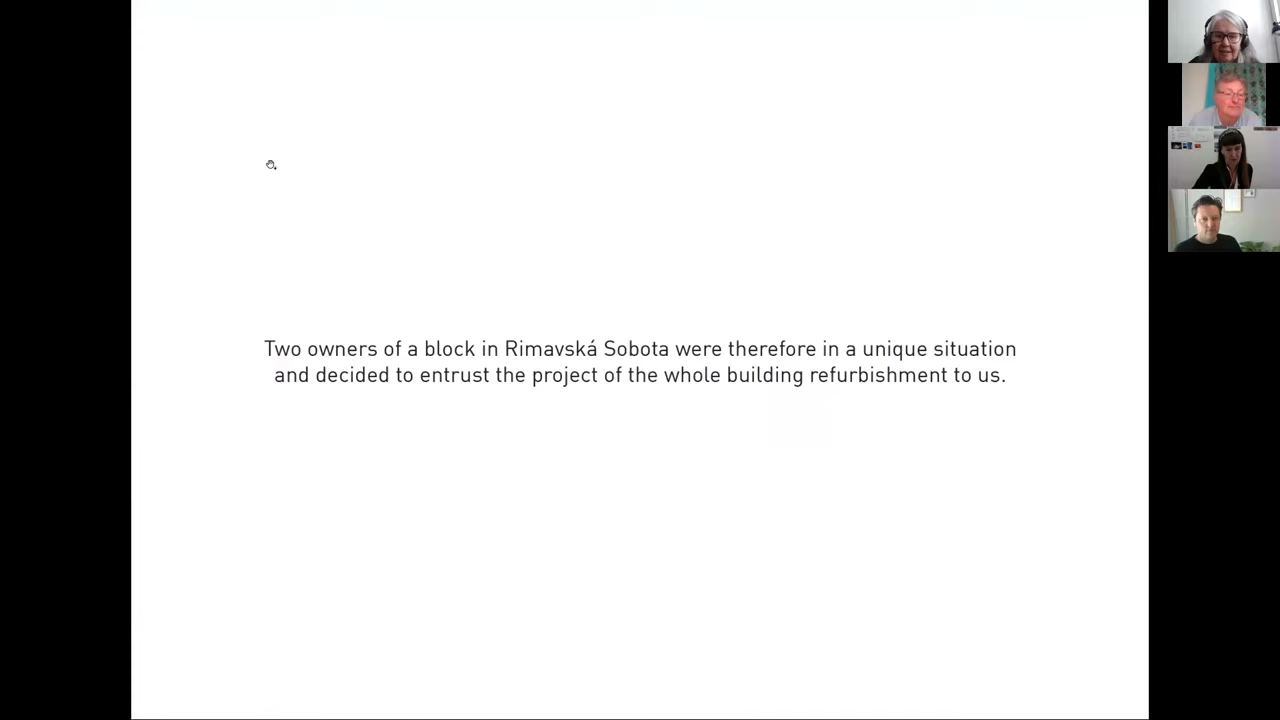 Two owners of a block in Rimavská Sobota were therefore in a unique situation
and decided to entrust the project of the whole building refurbishment to us.